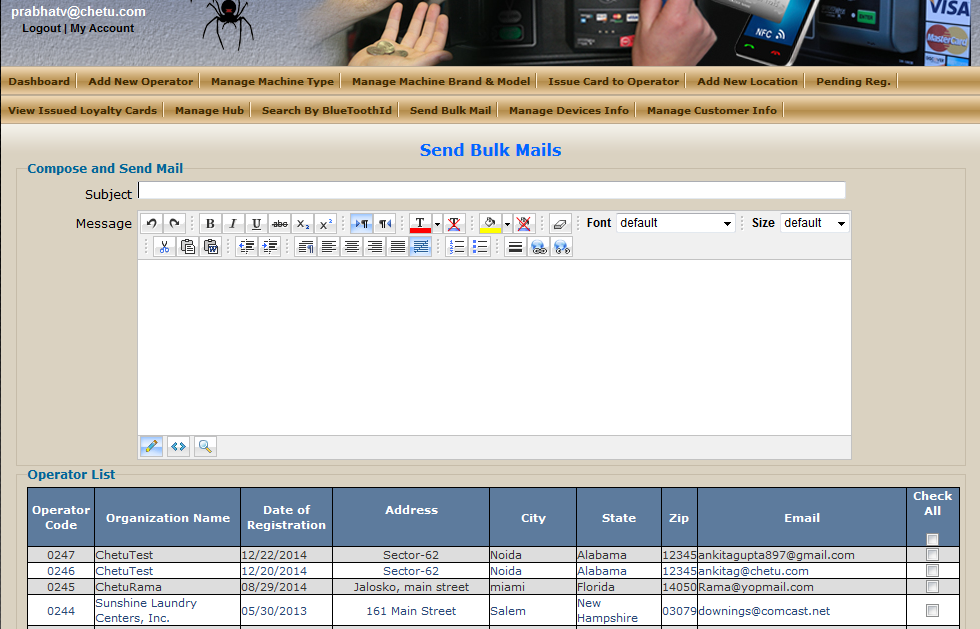 prabhatv@chetu.com
Logout | My Account
NFC
VISA
MasterCard
Dashboard Add New Operator Manage Machine Type Manage Machine Brand & Model Issue Card to Operator Add New Location Pending Reg.
View Issued Loyalty Cards Manage Hub Search By BlueToothId Send Bulk Mail Manage Devices Info Manage Customer Info
Send Bulk Mails
Compose and Send Mail
Subject
Message B I U abc X₂ X² T Font default Size default
Operator List
Operator Code Organization Name Date of Registration Address City State Zip Email Check All
0247 ChetuTest 12/22/2014 Sector-62 Noida Alabama 12345 ankitagupta897@gmail.com
0246 ChetuTest 12/20/2014 Sector-62 Noida Alabama 12345 ankitag@chetu.com
0245 ChetuRama 08/29/2014 Jalosko, main street miami Florida 14050 Rama@yopmail.com
0244 Sunshine Laundry Centers, Inc. 05/30/2013 161 Main Street Salem New Hampshire 03079 downings@comcast.net